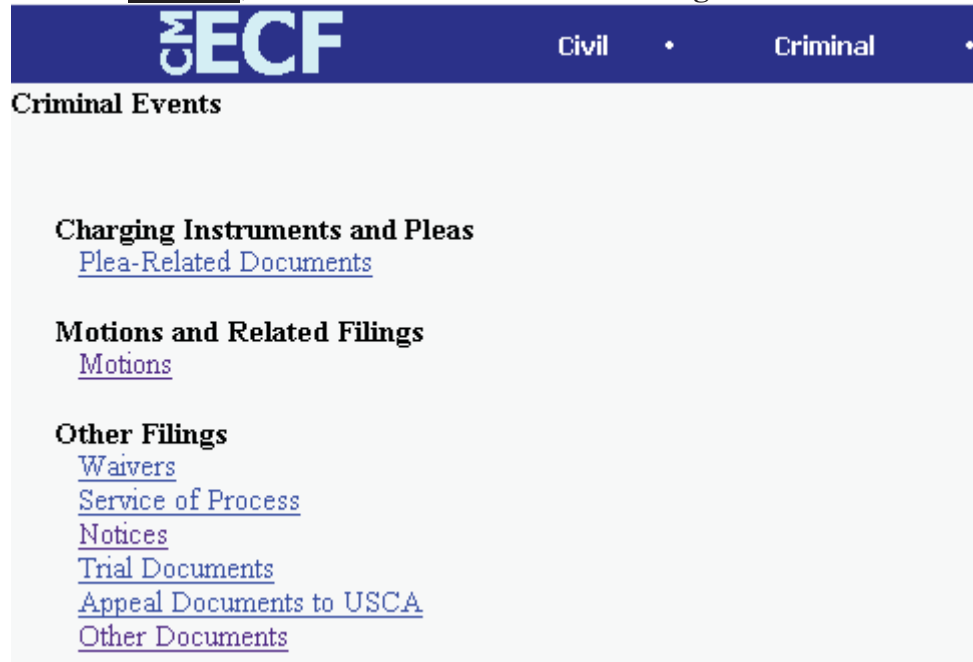 CM ECF Civil • Criminal •
Criminal Events
Charging Instruments and Pleas
Plea-Related Documents
Motions and Related Filings
Motions
Other Filings
Waivers
Service of Process
Notices
Trial Documents
Appeal Documents to USCA
Other Documents